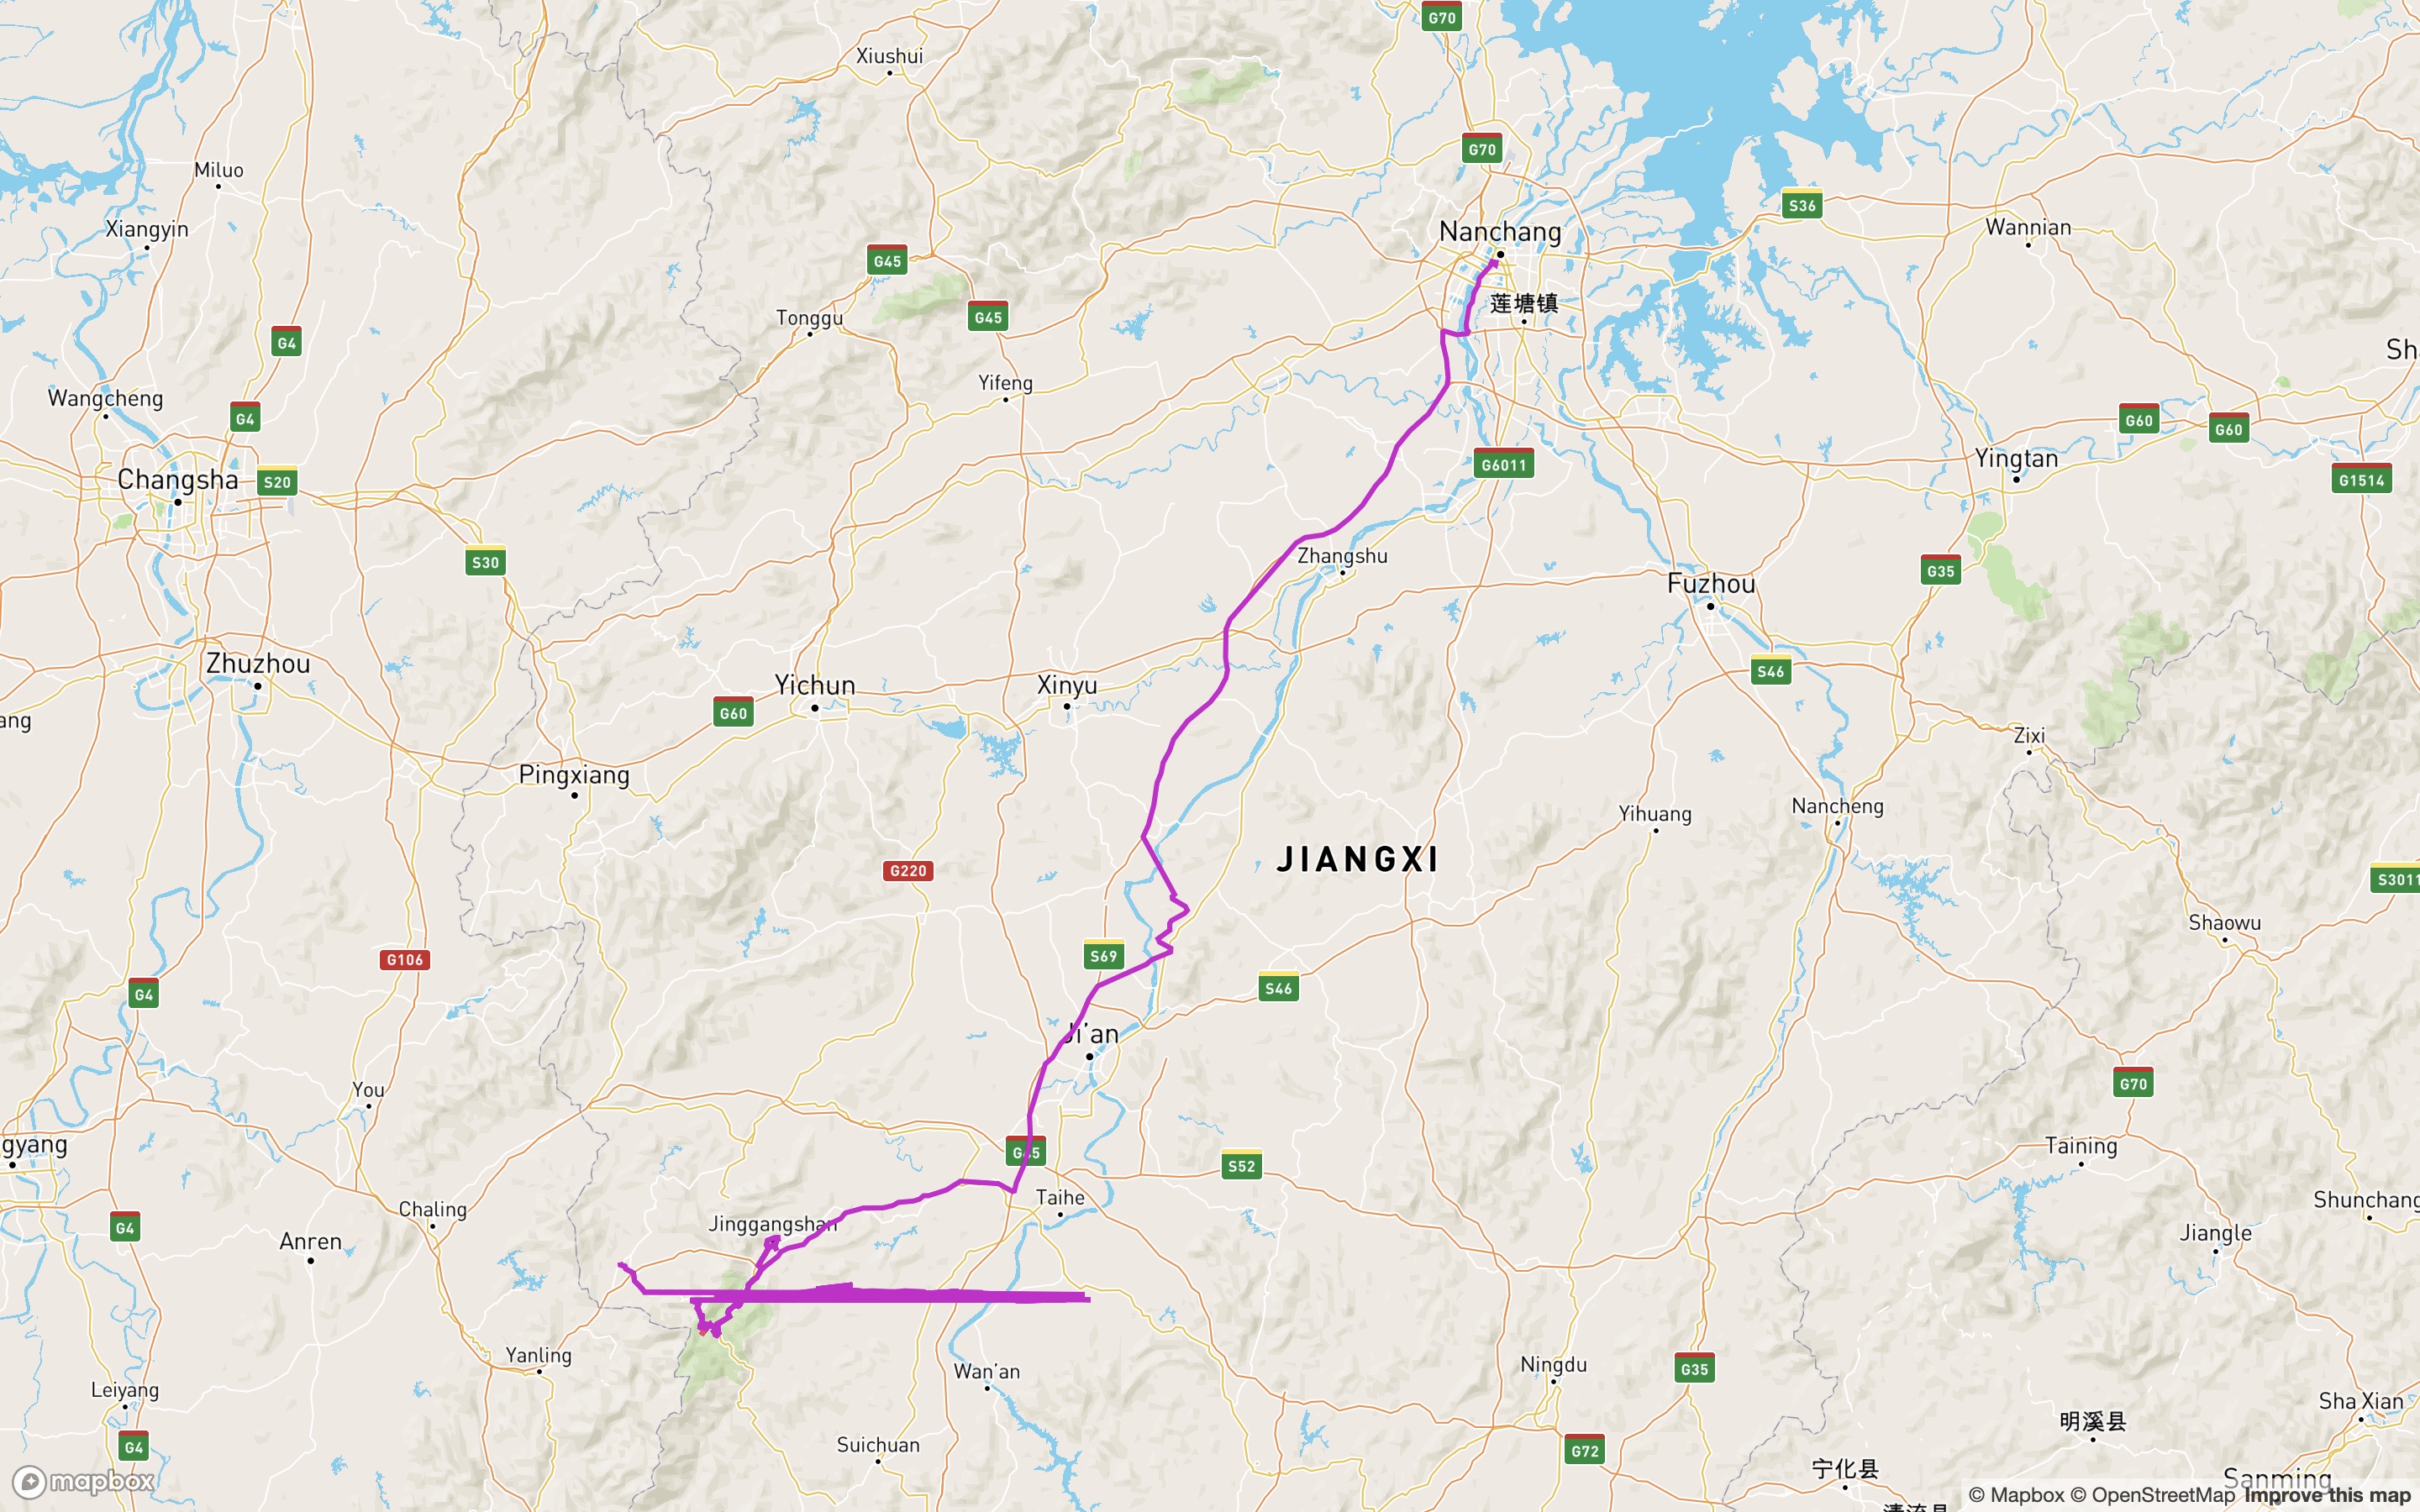 G70
Xiushui
G70
Miluo
S36
Xiangyin
Nanchang
Wannian
G45
莲塘镇
G45
Tonggu
G4
Sh
Yifeng
Wangcheng
G4
G60
G60
Changsha
S20
G6011
Yingtan
G1514
Zhangshu
S30
G35
Fuzhou
Zhuzhou
S46
Yichun
Xinyu
G60
ang
Zixi
Pingxiang
Nancheng
Yihuang
JIANGXI
G220
S3011
Shaowu
G106
S69
S46
G4
Ji'an
G70
You
gyang
G45
S52
Taining
Taihe
Shunchang
Chaling
Jinggangshan
G4
Anren
Jiangle
Yanling
Wan'an
Ningdu
G35
Leiyang
Sha Xian
明溪县
G4
Suichuan
G72
宁化县
Sanming
mapbox
© Mapbox © OpenStreetMap Improve this map